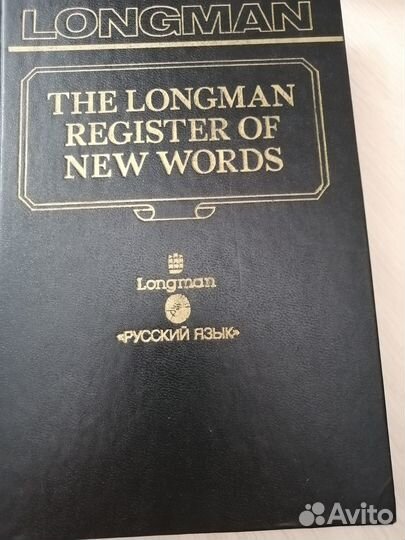 LONGMAN
THE LONGMAN
REGISTER OF
NEW WORDS
Longman
«РУССКИЙ ЯЗЫК»
Avito